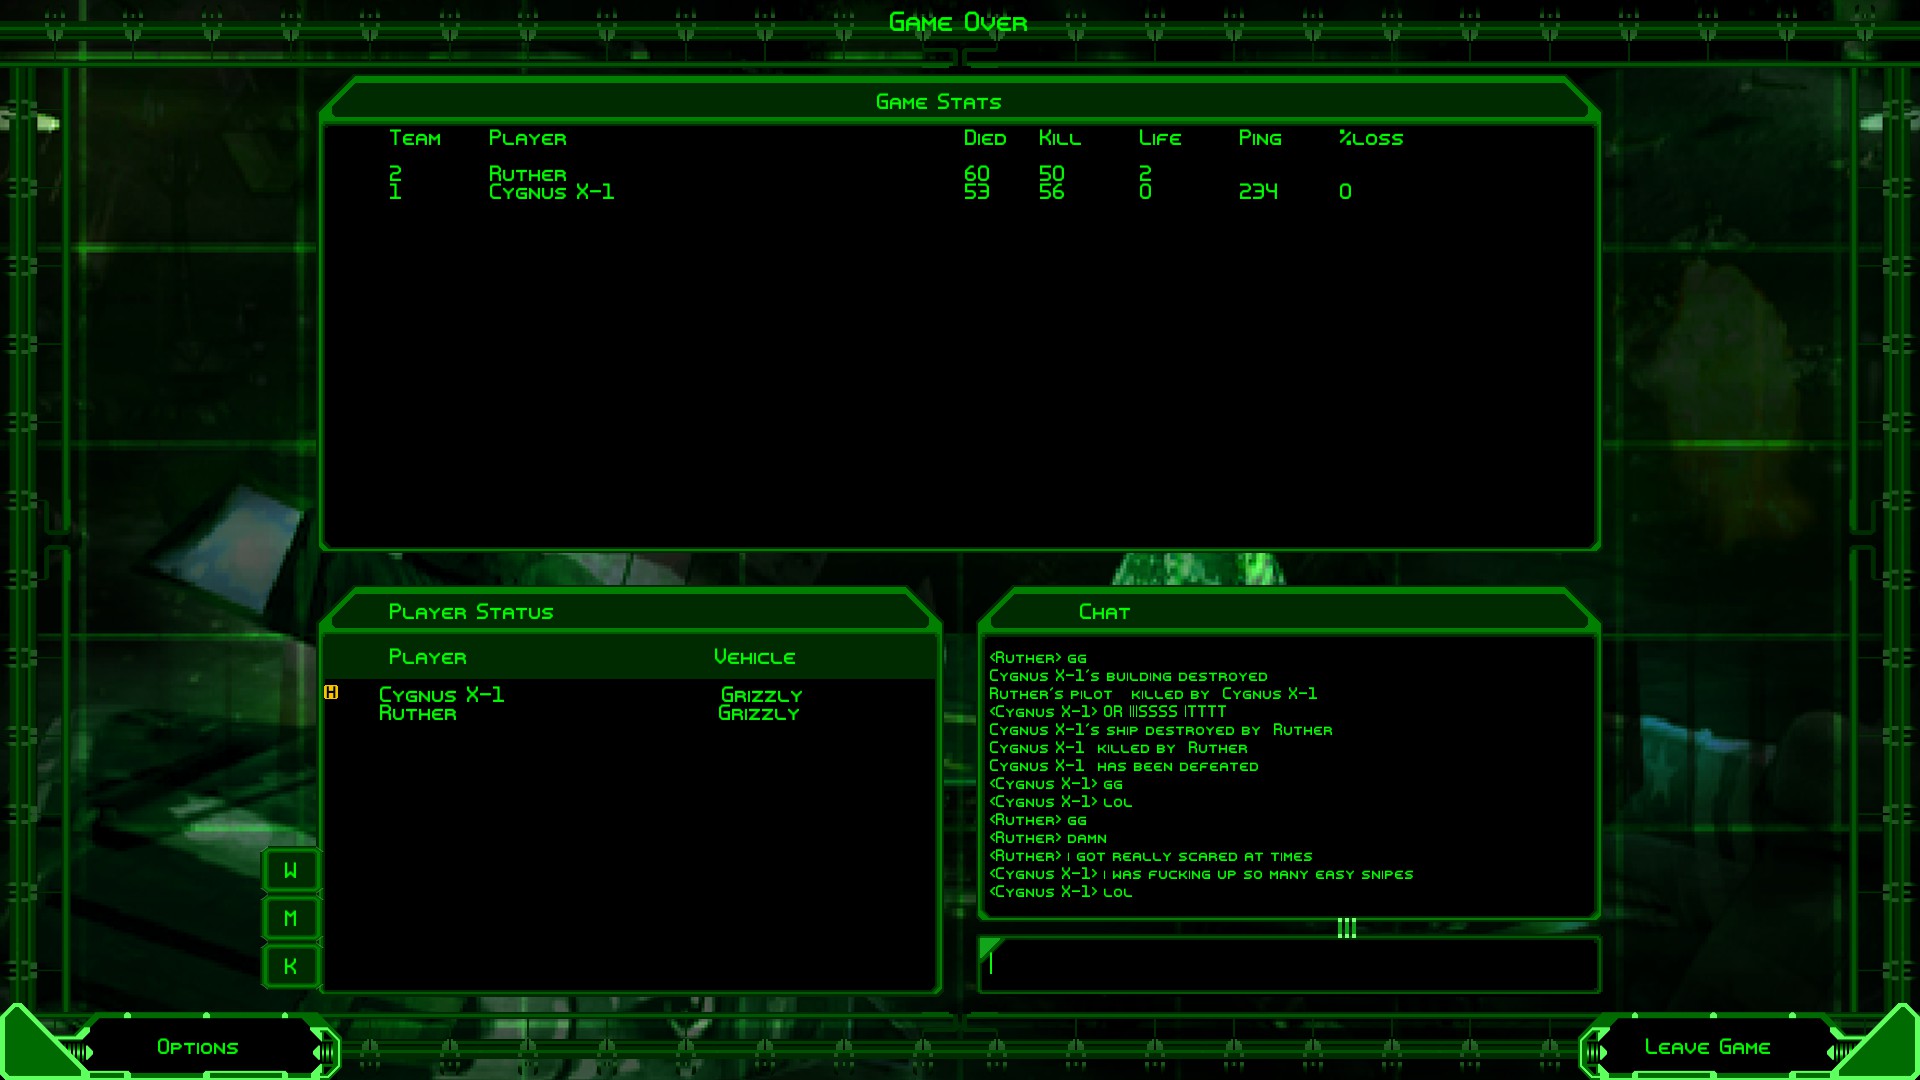 Game Over
Game Stats
Team Player Died Kill Life Ping %loss
2 Ruther 60 50 2
1 Cygnus X-1 53 56 0 234 0
Player Status
Player Vehicle
H Cygnus X-1 Grizzly
Ruther Grizzly
W
M
K
Chat
<Ruther> gg
Cygnus X-1's building destroyed
Ruther's pilot killed by Cygnus X-1
<Cygnus X-1> OR IIISSSS ITTTT
Cygnus X-1's ship destroyed by Ruther
Cygnus X-1 killed by Ruther
Cygnus X-1 has been defeated
<Cygnus X-1> gg
<Cygnus X-1> lol
<Ruther> gg
<Ruther> damn
<Ruther> i got really scared at times
<Cygnus X-1> i was fucking up so many easy snipes
<Cygnus X-1> lol
Options
Leave Game